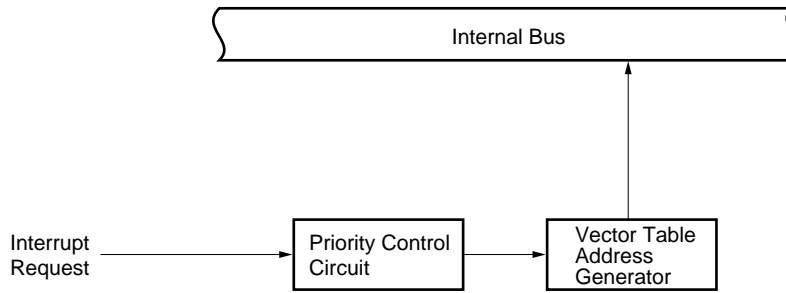 Internal Bus
Interrupt
Request
Priority Control
Circuit
Vector Table
Address
Generator